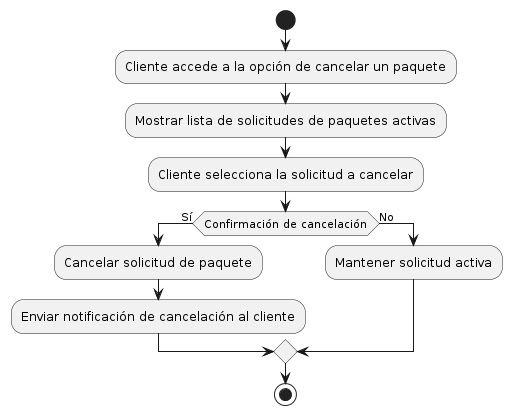 Cliente accede a la opción de cancelar un paquete
Mostrar lista de solicitudes de paquetes activas
Cliente selecciona la solicitud a cancelar
Sí
Confirmación de cancelación
No
Cancelar solicitud de paquete
Mantener solicitud activa
Enviar notificación de cancelación al cliente